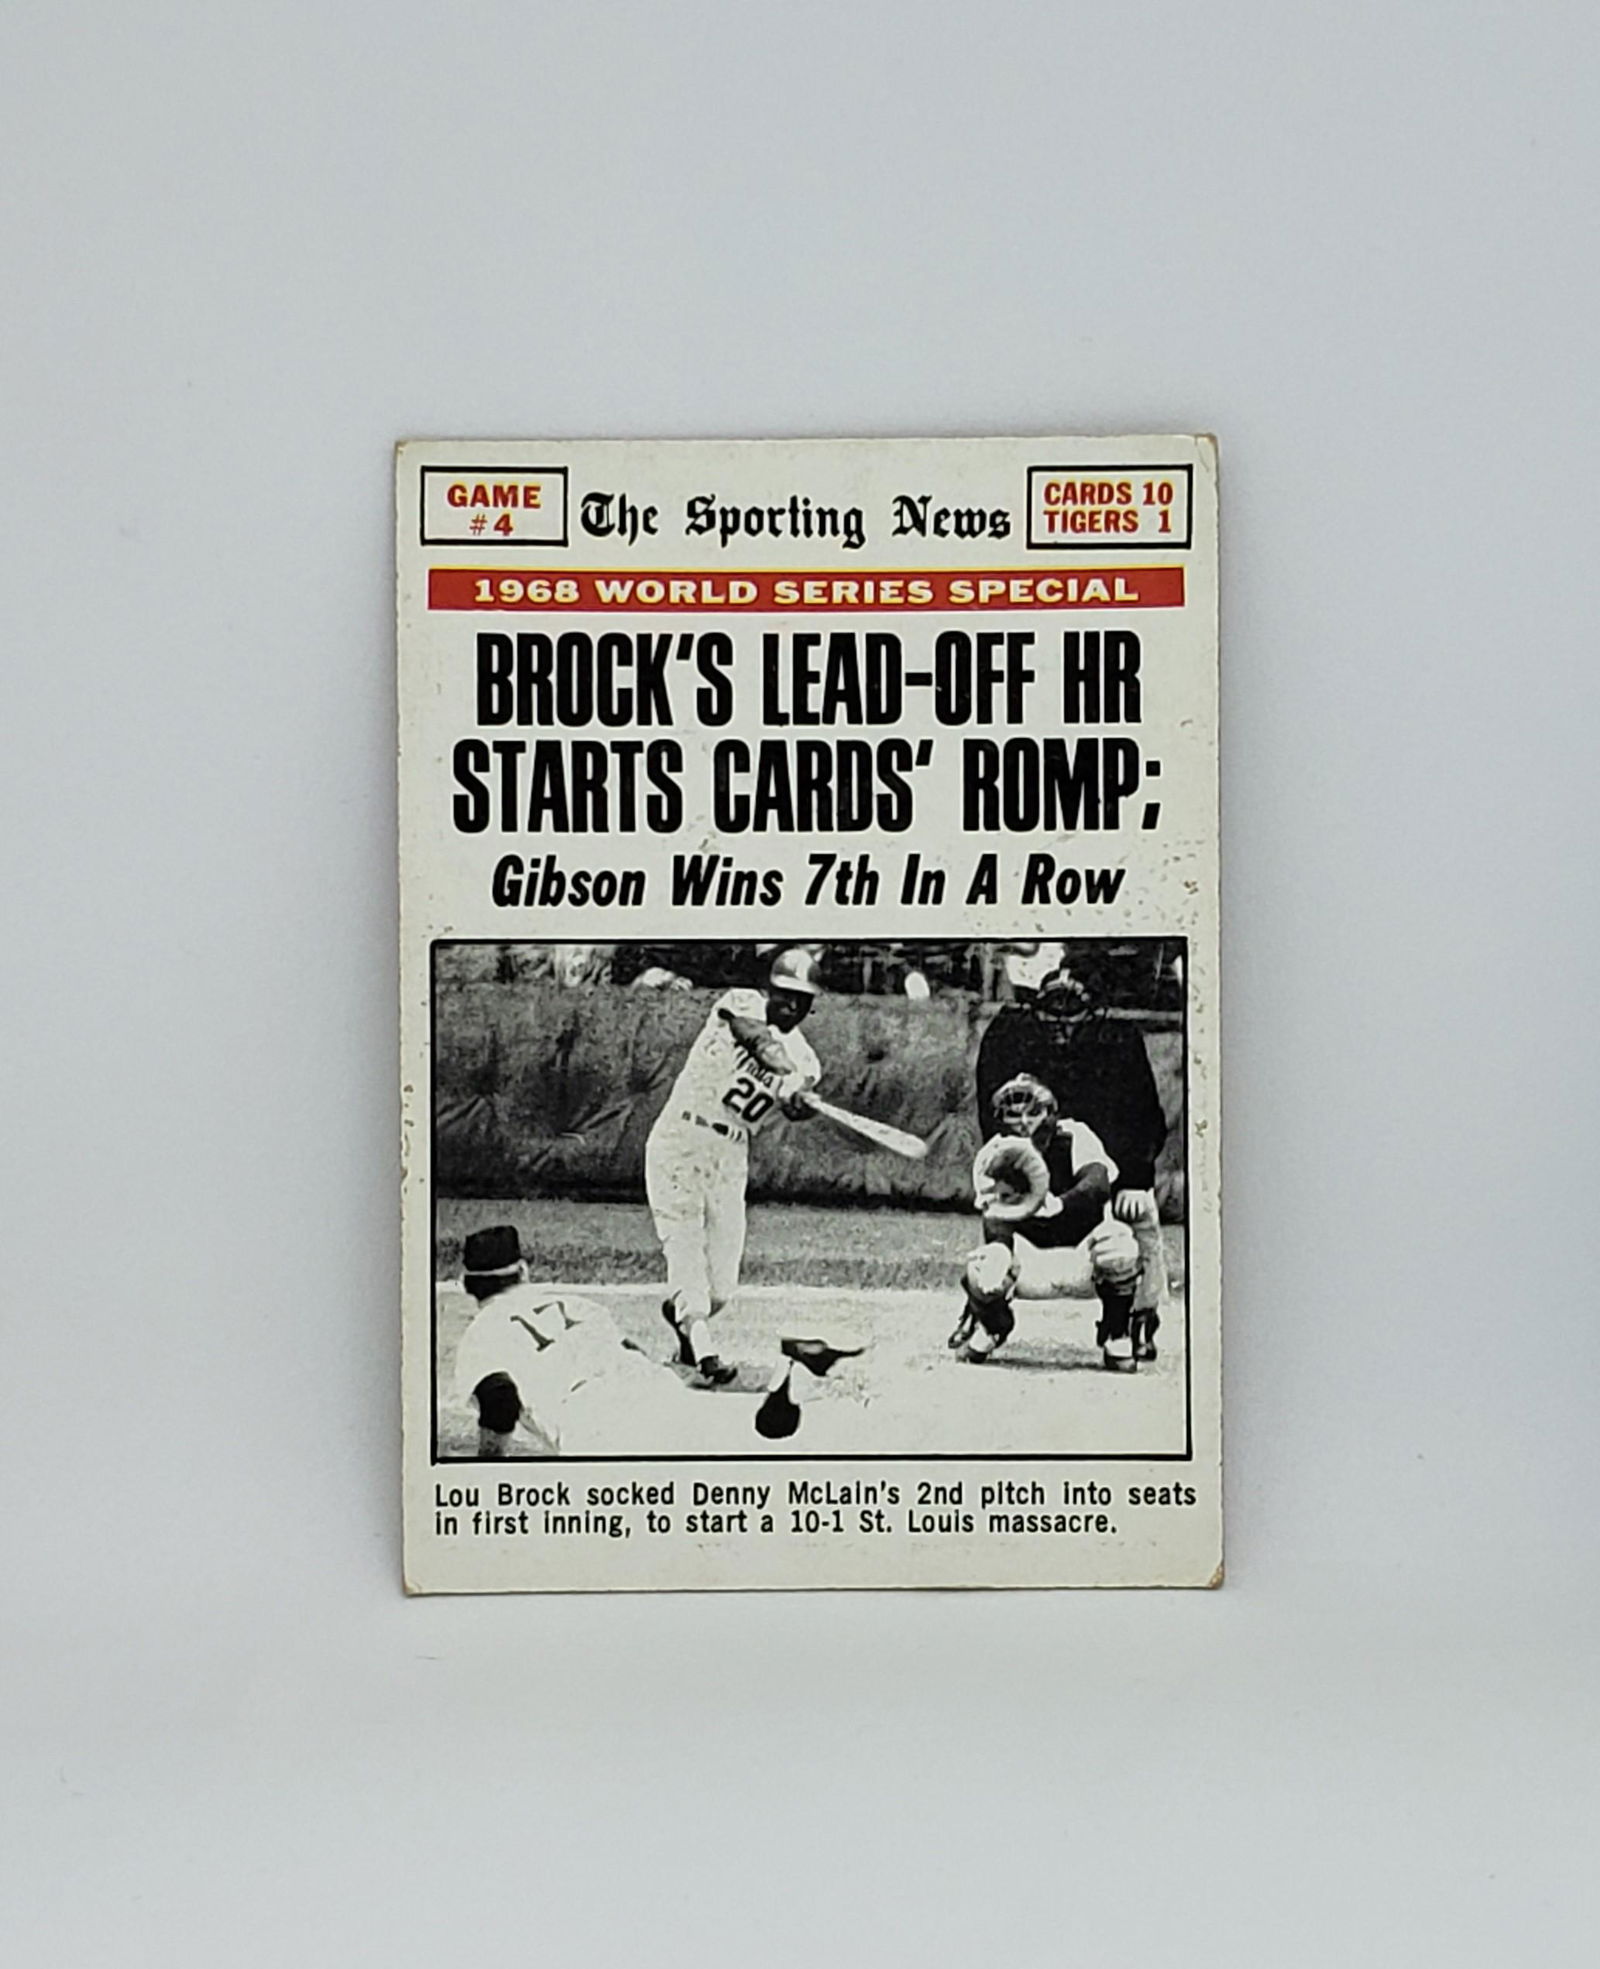 GAME
#4
The Sporting News
CARDS 10
TIGERS 1
1968 WORLD SERIES SPECIAL
BROCK'S LEAD-OFF HR
STARTS CARDS' ROMP;
Gibson Wins 7th In A Row
20
17
Lou Brock socked Denny McLain's 2nd pitch into seats
in first inning, to start a 10-1 St. Louis massacre.